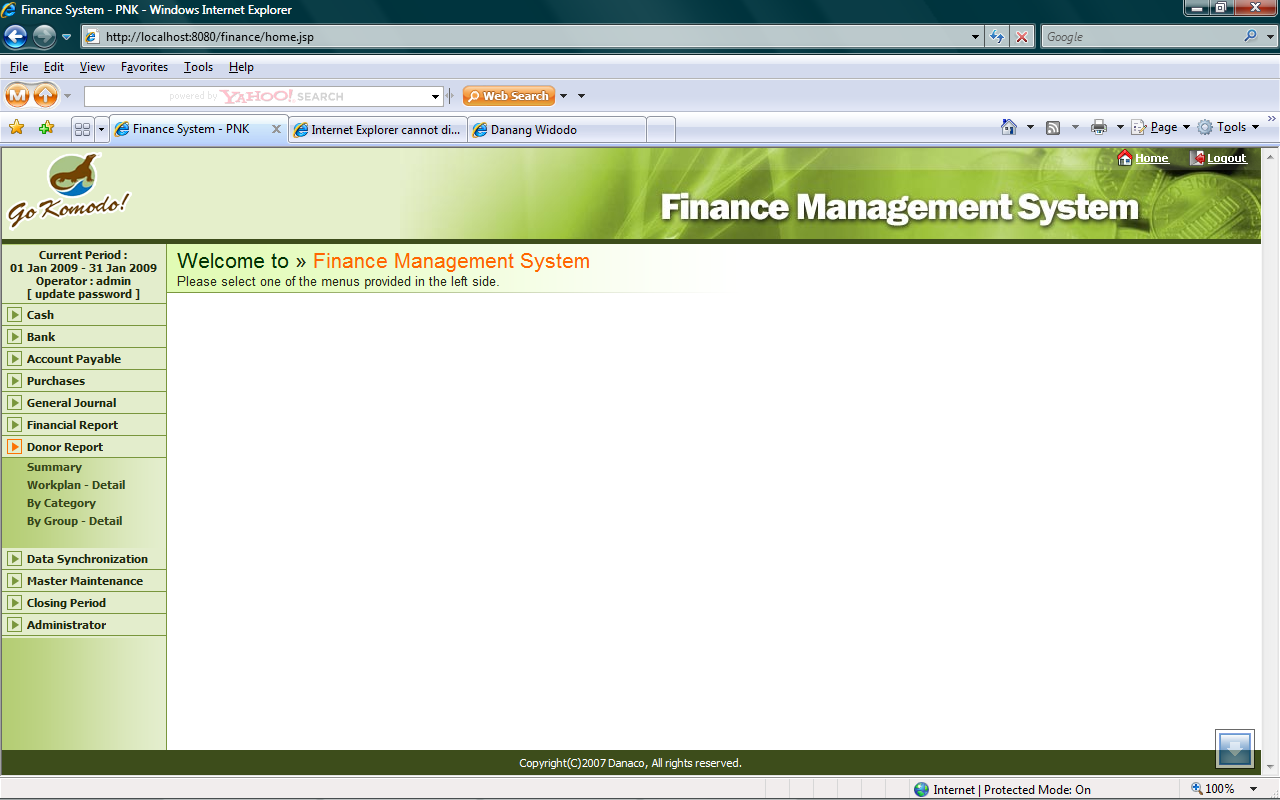 Finance System - PNK - Windows Internet Explorer
http://localhost:8080/finance/home.jsp
Google
File Edit View Favorites Tools Help
M
powered by YAHOO! SEARCH
Web Search
Finance System - PNK
Internet Explorer cannot di...
Danang Widodo
Page
Tools
Go Komodo!
Home
Logout
Finance Management System
Current Period :
01 Jan 2009 - 31 Jan 2009
Operator : admin
[ update password ]
Welcome to » Finance Management System
Please select one of the menus provided in the left side.
Cash
Bank
Account Payable
Purchases
General Journal
Financial Report
Donor Report
Summary
Workplan - Detail
By Category
By Group - Detail
Data Synchronization
Master Maintenance
Closing Period
Administrator
Copyright(C)2007 Danaco, All rights reserved.
Internet | Protected Mode: On
100%